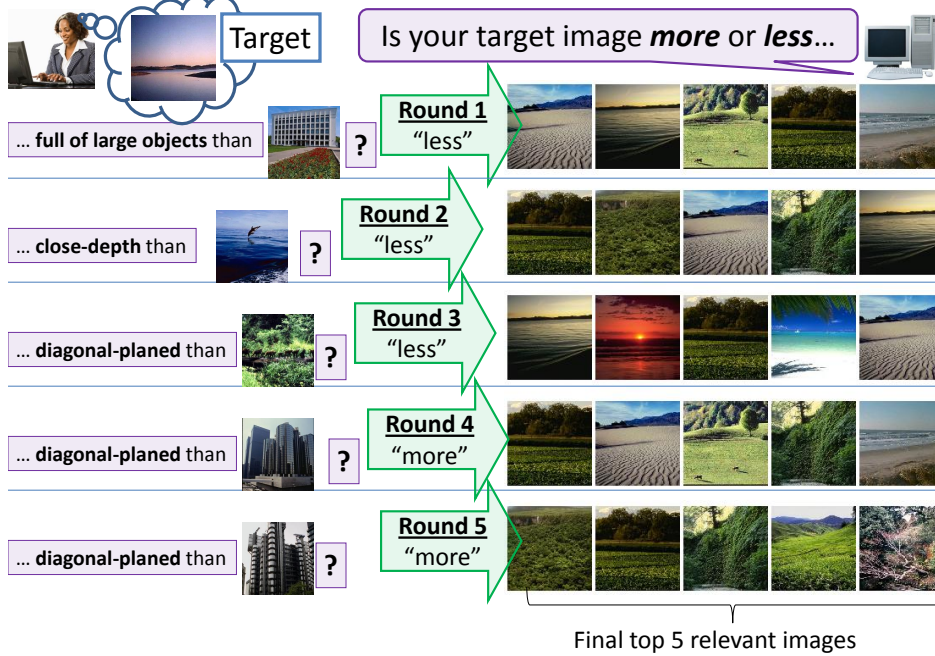 Target
Is your target image more or less...
... full of large objects than
?
Round 1
“less”
... close-depth than
?
Round 2
“less”
... diagonal-planed than
?
Round 3
“less”
... diagonal-planed than
?
Round 4
“more”
... diagonal-planed than
?
Round 5
“more”
Final top 5 relevant images